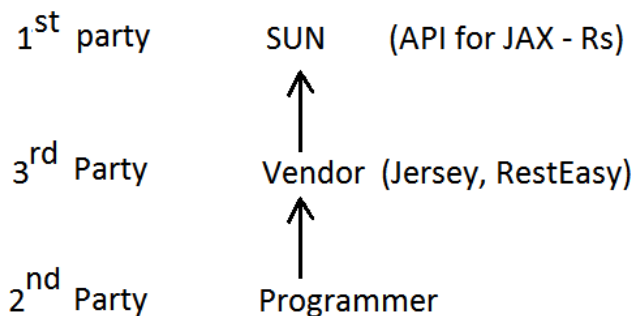 1st party SUN (API for JAX - Rs)
3rd Party Vendor (Jersey, RestEasy)
2nd Party Programmer